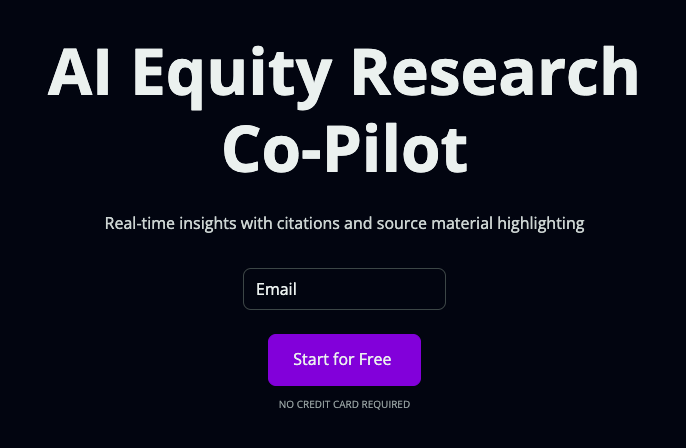 AI Equity Research
Co-Pilot
Real-time insights with citations and source material highlighting
Email
Start for Free
NO CREDIT CARD REQUIRED